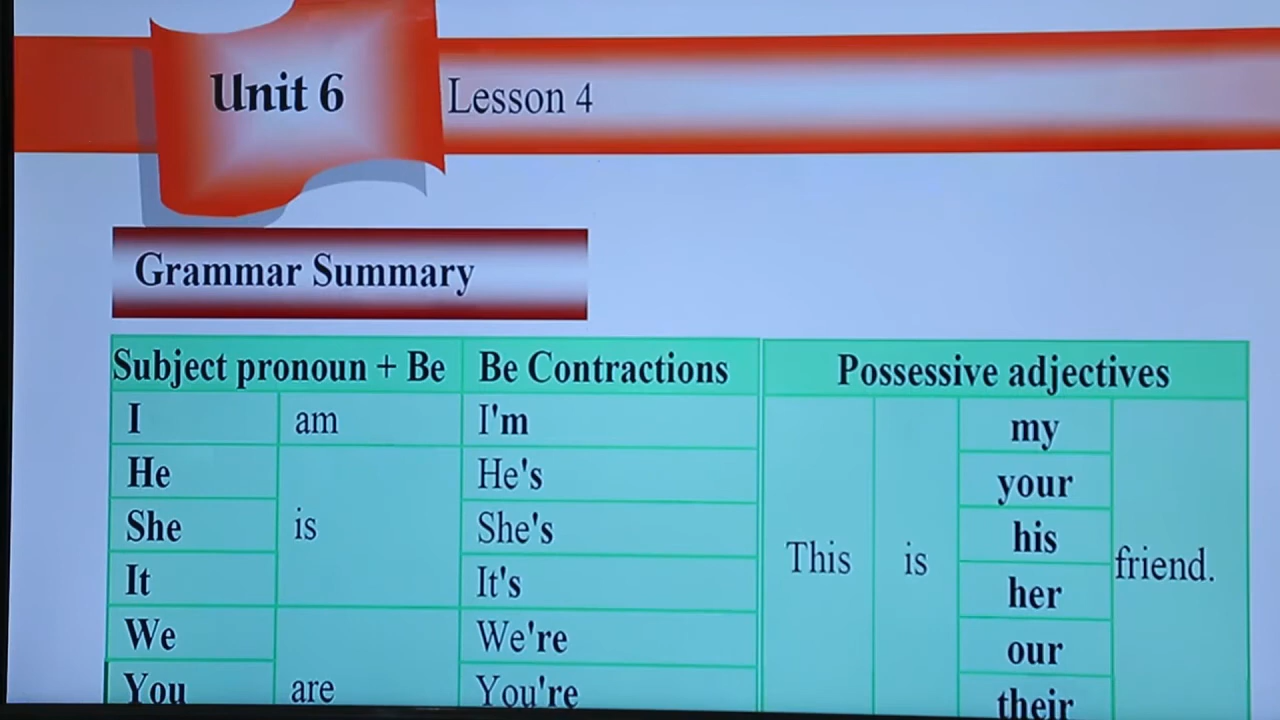 Unit 6
Lesson 4
Grammar Summary
Subject pronoun + Be
Be Contractions
Possessive adjectives
I am I'm
He is He's
She She's
It It's
We are We're
You You're
This is my friend.
your
his
her
our
their